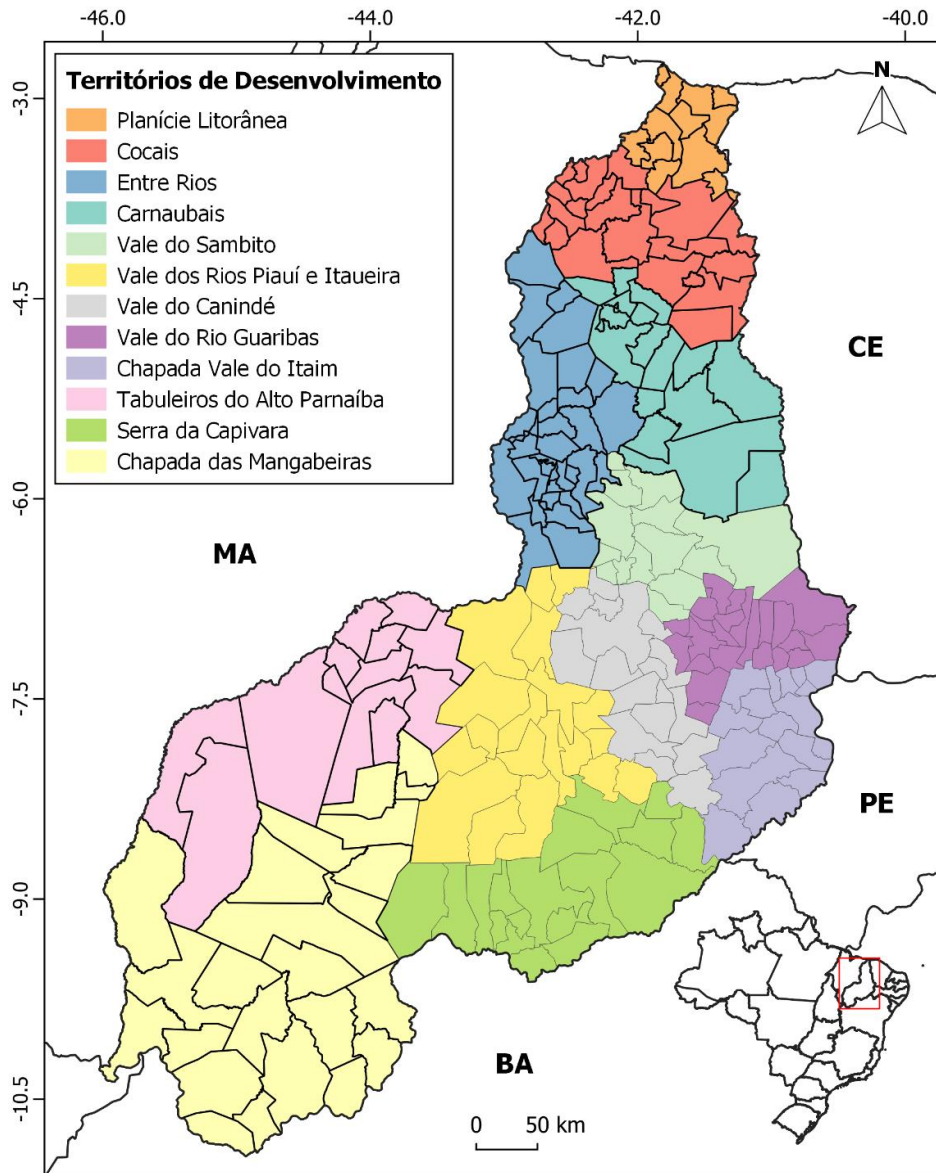 -46.0
-44.0
-42.0
-40.0
Territórios de Desenvolvimento
Planície Litorânea
Cocais
Entre Rios
Carnaubais
Vale do Sambito
Vale dos Rios Piauí e Itaueira
Vale do Canindé
Vale do Rio Guaribas
Chapada Vale do Itaim
Tabuleiros do Alto Parnaíba
Serra da Capivara
Chapada das Mangabeiras
N
-3.0
-4.5
-6.0
-7.5
-9.0
-10.5
CE
MA
PE
BA
0 50 km